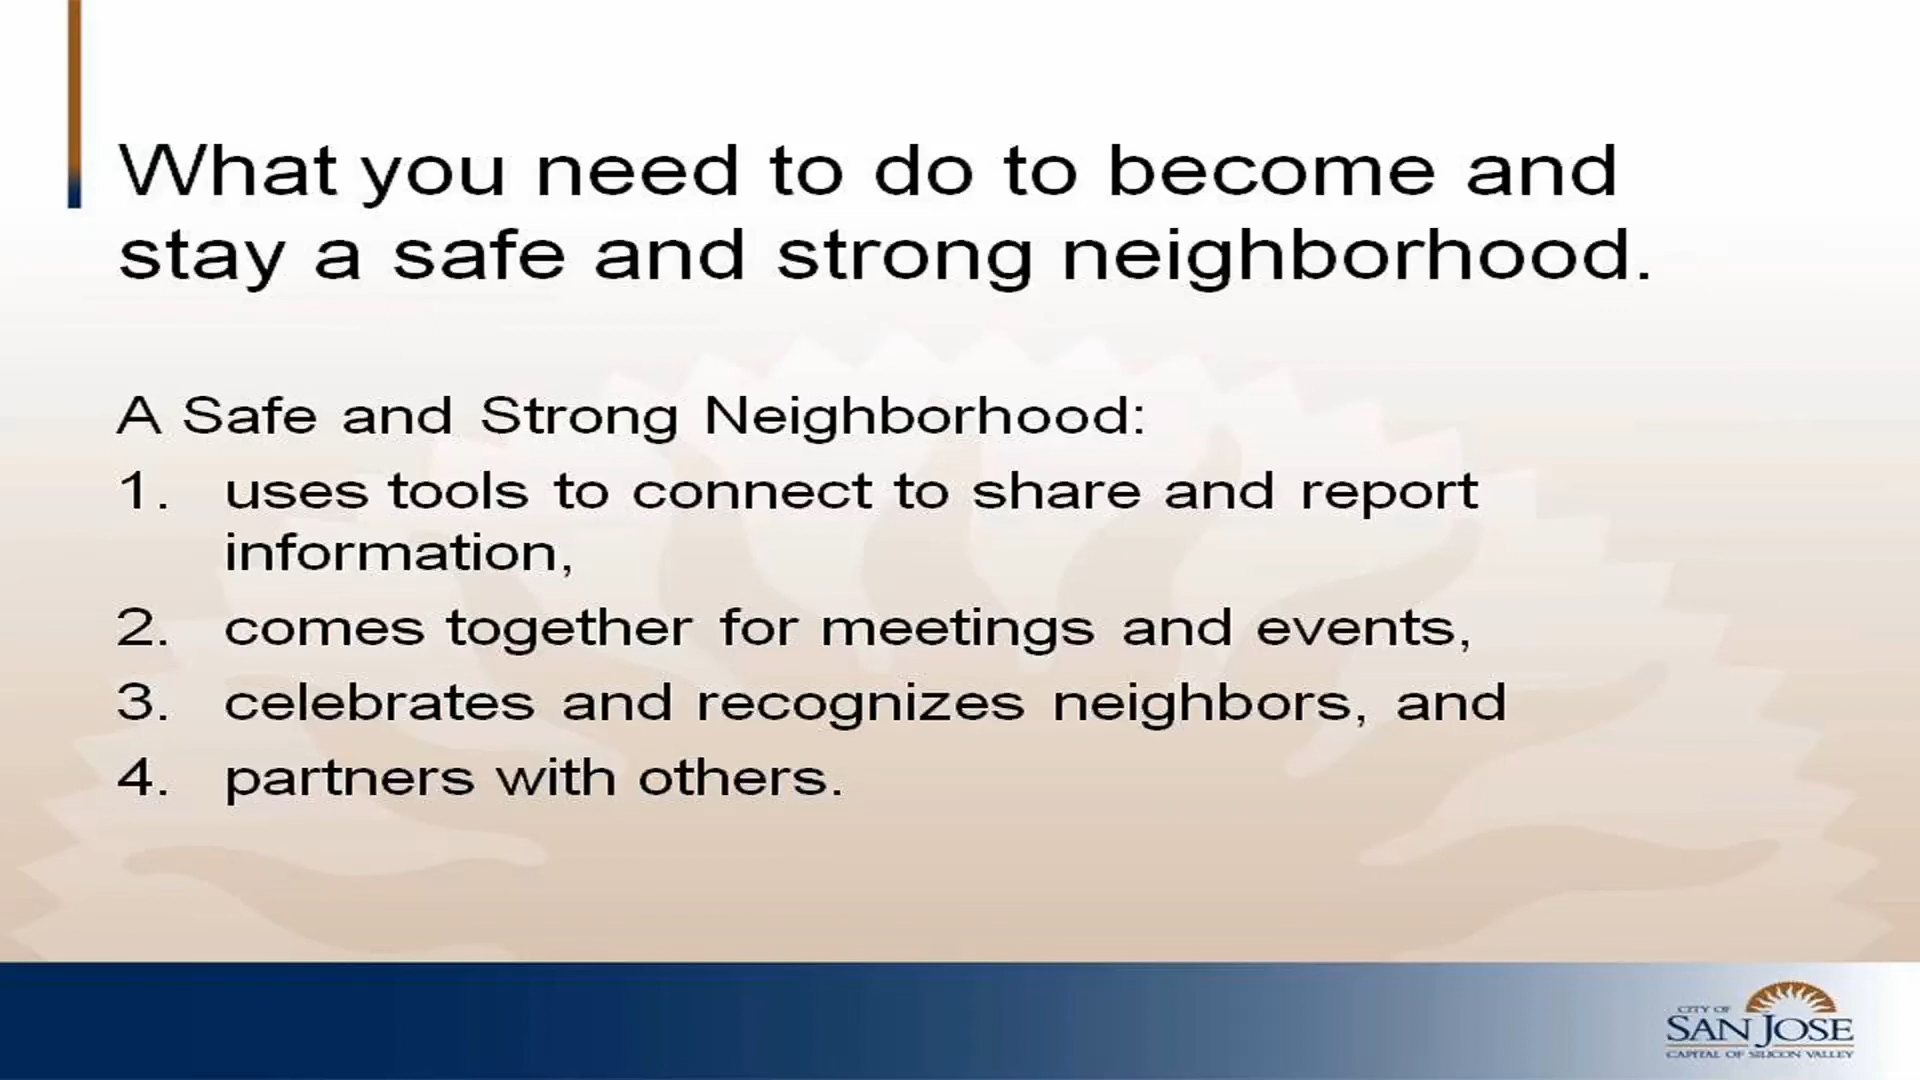 What you need to do to become and
stay a safe and strong neighborhood.
A Safe and Strong Neighborhood:
1. uses tools to connect to share and report
information,
2. comes together for meetings and events,
3. celebrates and recognizes neighbors, and
4. partners with others.
CITY OF
SAN JOSE
CAPITAL OF SILICON VALLEY